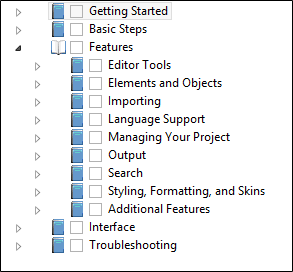 Getting Started
Basic Steps
Features
Editor Tools
Elements and Objects
Importing
Language Support
Managing Your Project
Output
Search
Styling, Formatting, and Skins
Additional Features
Interface
Troubleshooting